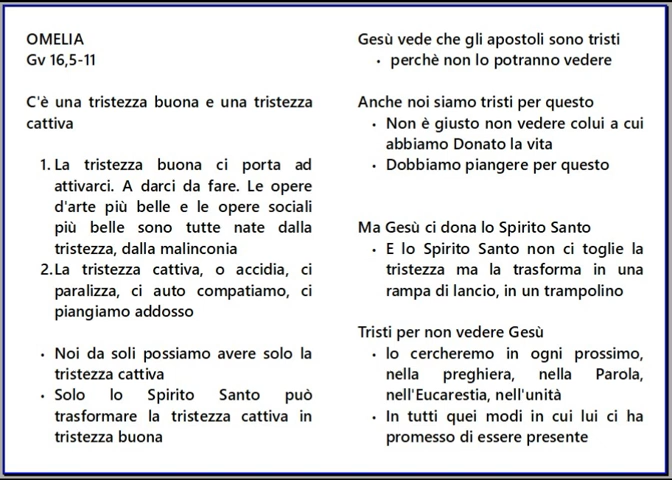 OMELIA
Gv 16,5-11
C'è una tristezza buona e una tristezza
cattiva
1. La tristezza buona ci porta ad
attivarci. A darci da fare. Le opere
d'arte più belle e le opere sociali
più belle sono tutte nate dalla
tristezza, dalla malinconia
2. La tristezza cattiva, o accidia, ci
paralizza, ci auto compatiamo, ci
piangiamo addosso
• Noi da soli possiamo avere solo la
tristezza cattiva
• Solo lo Spirito Santo può
trasformare la tristezza cattiva in
tristezza buona
Gesù vede che gli apostoli sono tristi
• perchè non lo potranno vedere
Anche noi siamo tristi per questo
• Non è giusto non vedere colui a cui
abbiamo Donato la vita
• Dobbiamo piangere per questo
Ma Gesù ci dona lo Spirito Santo
• E lo Spirito Santo non ci toglie la
tristezza ma la trasforma in una
rampa di lancio, in un trampolino
Tristi per non vedere Gesù
• lo cercheremo in ogni prossimo,
nella preghiera, nella Parola,
nell'Eucarestia, nell'unità
• In tutti quei modi in cui lui ci ha
promesso di essere presente